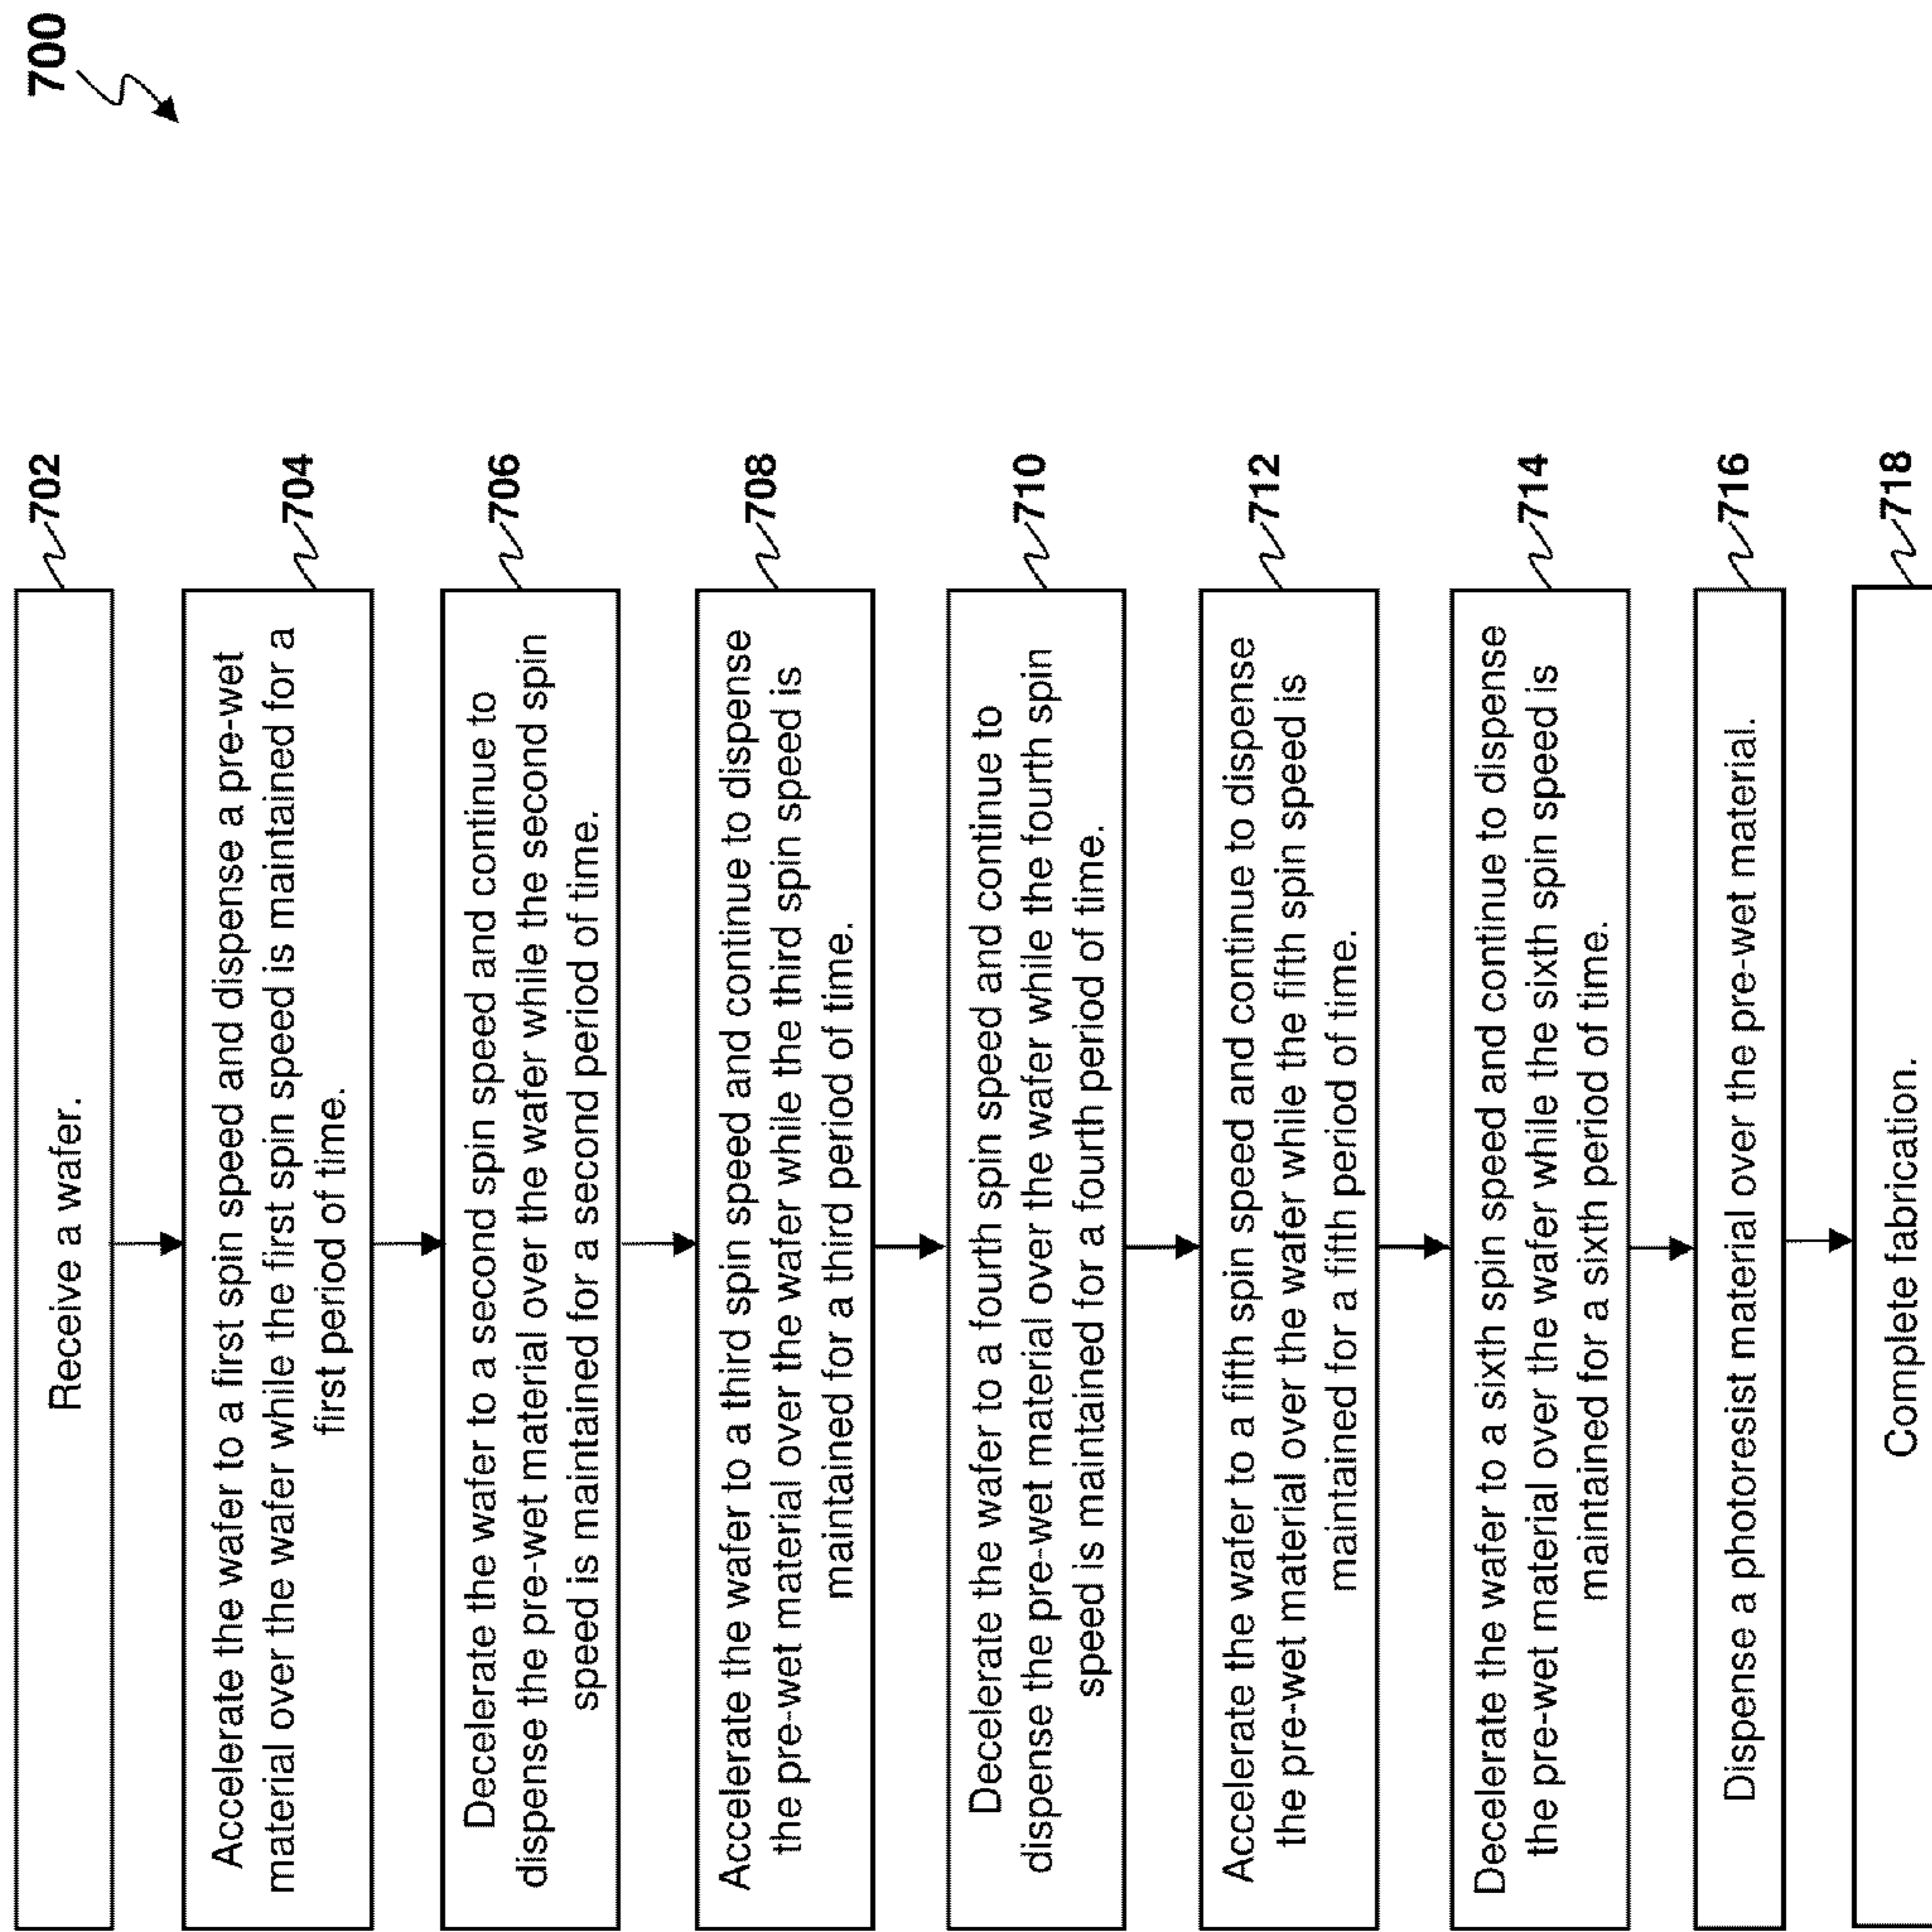 700
Receive a wafer.
702
Accelerate the wafer to a first spin speed and dispense a pre-wet
material over the wafer while the first spin speed is maintained for a
first period of time.
704
Decelerate the wafer to a second spin speed and continue to
dispense the pre-wet material over the wafer while the second spin
speed is maintained for a second period of time.
706
Accelerate the wafer to a third spin speed and continue to dispense
the pre-wet material over the wafer while the third spin speed is
maintained for a third period of time.
708
Decelerate the wafer to a fourth spin speed and continue to
dispense the pre-wet material over the wafer while the fourth spin
speed is maintained for a fourth period of time.
710
Accelerate the wafer to a fifth spin speed and continue to dispense
the pre-wet material over the wafer while the fifth spin speed is
maintained for a fifth period of time.
712
Decelerate the wafer to a sixth spin speed and continue to dispense
the pre-wet material over the wafer while the sixth spin speed is
maintained for a sixth period of time.
714
Dispense a photoresist material over the pre-wet material.
716
Complete fabrication.
718